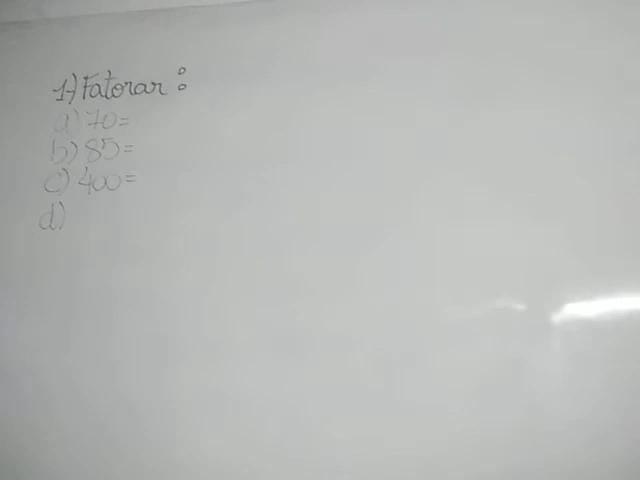 1) Fatorar:
a) 70=
b) 85=
c) 400=
d)